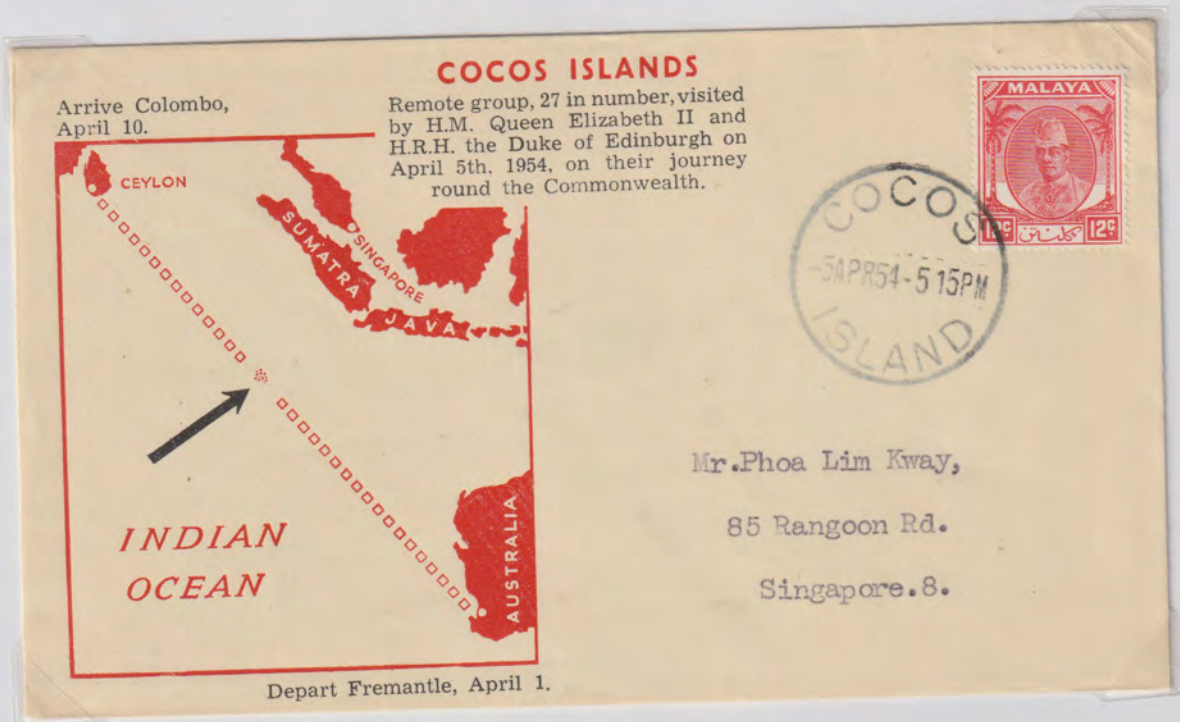 COCOS ISLANDS
Remote group, 27 in number, visited
by H.M. Queen Elizabeth II and
H.R.H. the Duke of Edinburgh on
April 5th, 1954, on their journey
round the Commonwealth.
Arrive Colombo,
April 10.
CEYLON
SUMATRA
SINGAPORE
JAVA
INDIAN
OCEAN
AUSTRALIA
Depart Fremantle, April 1.
MALAYA
12c كلنتن 12c
COCOS
-5APR54-515PM
ISLAND
Mr.Phoa Lim Kway,
85 Rangoon Rd.
Singapore.8.